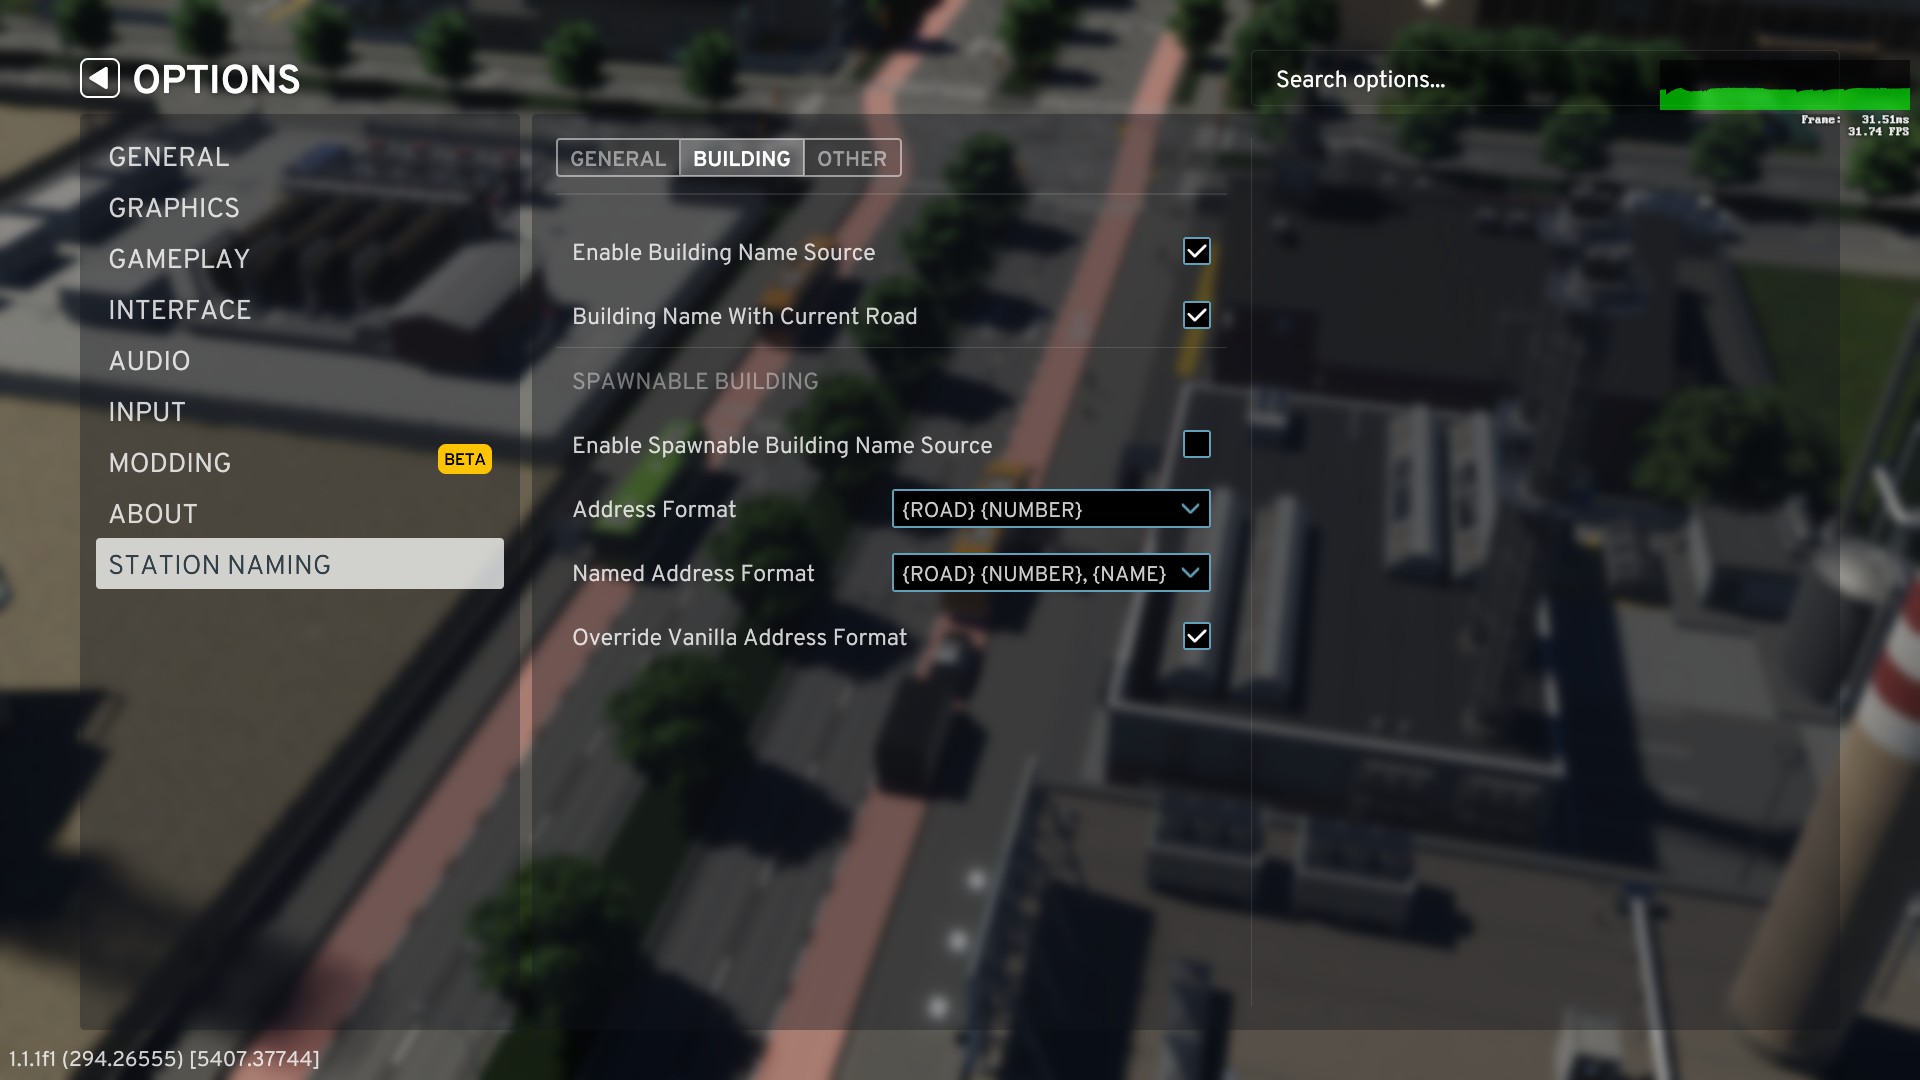 OPTIONS
Search options...
Frame: 31.51ms
31.74 FPS
GENERAL
GRAPHICS
GAMEPLAY
INTERFACE
AUDIO
INPUT
MODDING BETA
ABOUT
STATION NAMING
GENERAL BUILDING OTHER
Enable Building Name Source
Building Name With Current Road
SPAWNABLE BUILDING
Enable Spawnable Building Name Source
Address Format {ROAD} {NUMBER}
Named Address Format {ROAD} {NUMBER}, {NAME}
Override Vanilla Address Format
1.1.1f1 (294.26555) [5407.37744]